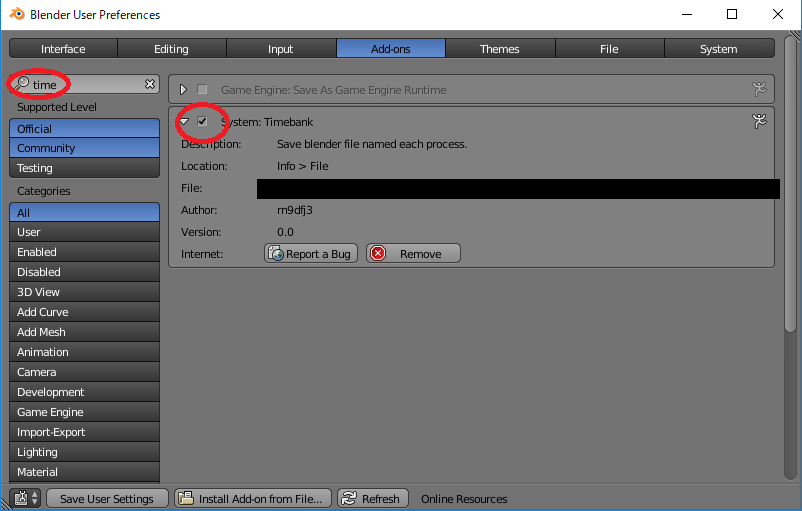 Blender User Preferences
Interface Editing Input Add-ons Themes File System
time
Supported Level
Official
Community
Testing
Categories
All
User
Enabled
Disabled
3D View
Add Curve
Add Mesh
Animation
Camera
Development
Game Engine
Import-Export
Lighting
Material
Game Engine: Save As Game Engine Runtime
System: Timebank
Description: Save blender file named each process.
Location: Info > File
File:
Author: rn9dfj3
Version: 0.0
Internet: Report a Bug Remove
Save User Settings Install Add-on from File... Refresh Online Resources